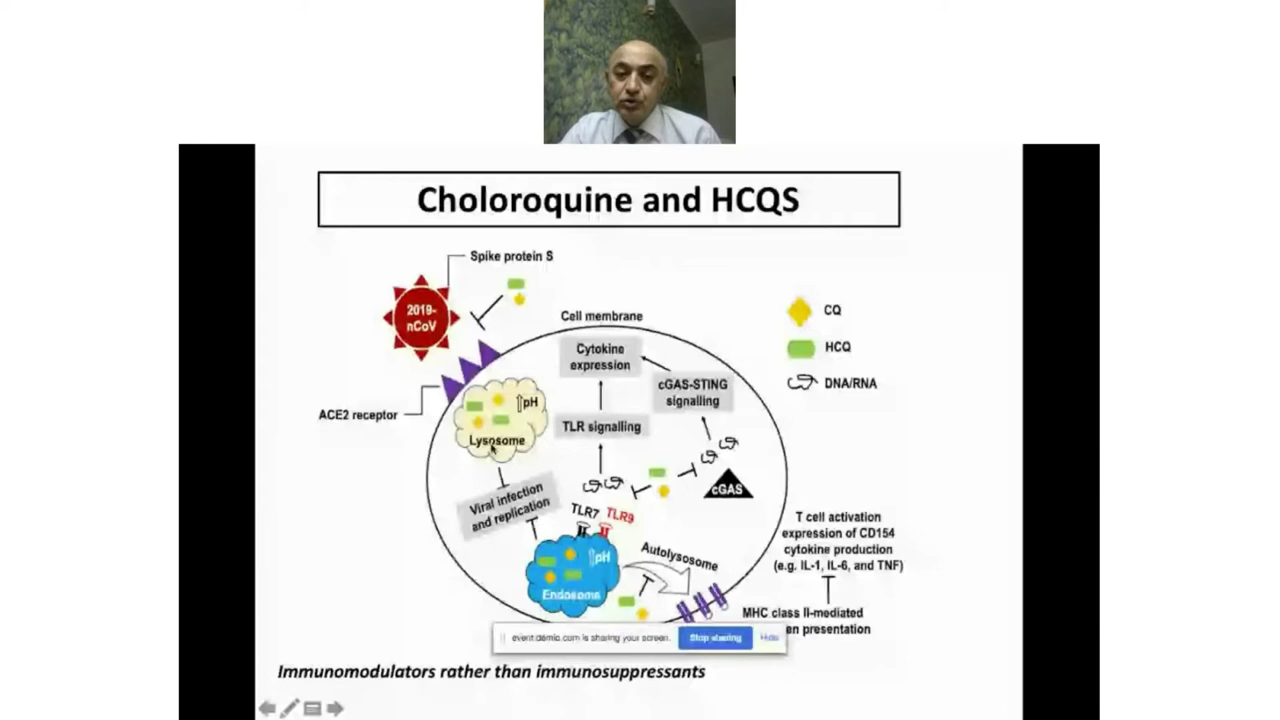 Choloroquine and HCQS
Spike protein S
2019-
nCoV
Cell membrane
CQ
HCQ
DNA/RNA
Cytokine
expression
cGAS-STING
signalling
ACE2 receptor
pH
Lysosome
TLR signalling
Viral infection
and replication
cGAS
TLR7 TLR9
pH
Endosome
Autolysosome
T cell activation
expression of CD154
cytokine production
(e.g. IL-1, IL-6, and TNF)
MHC class II-mediated
en presentation
event.demio.com is sharing your screen.
Stop sharing
Hide
Immunomodulators rather than immunosuppressants